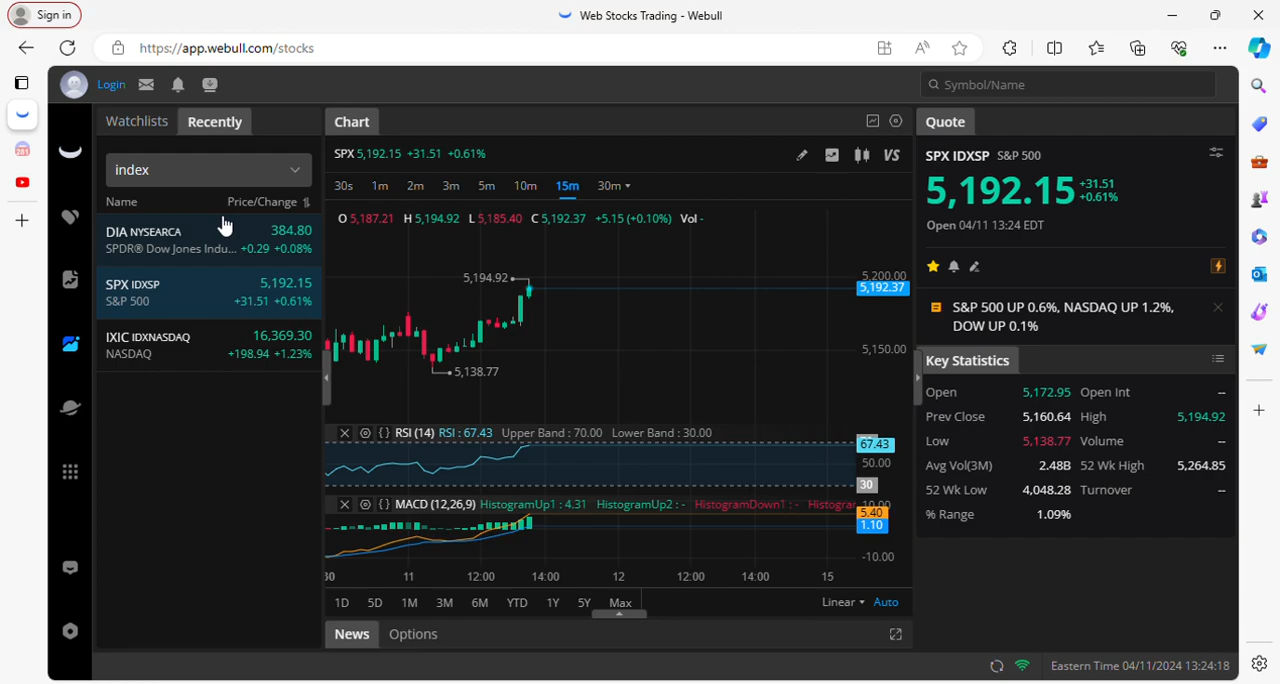 Sign in
Web Stocks Trading - Webull
https://app.webull.com/stocks
Login
Symbol/Name
Watchlists Recently
index
Name Price/Change
DIA NYSEARCA 384.80
SPDR® Dow Jones Indu... +0.29 +0.08%
SPX IDXSP 5,192.15
S&P 500 +31.51 +0.61%
IXIC IDXNASDAQ 16,369.30
NASDAQ +198.94 +1.23%
Chart
SPX 5,192.15 +31.51 +0.61%
VS
30s 1m 2m 3m 5m 10m 15m 30m
O 5,187.21 H 5,194.92 L 5,185.40 C 5,192.37 +5.15 (+0.10%) Vol -
5,194.92
5,200.00
5,192.37
5,150.00
5,138.77
RSI (14) RSI : 67.43 Upper Band : 70.00 Lower Band : 30.00
67.43
50.00
30
MACD (12,26,9) HistogramUp1 : 4.31 HistogramUp2 : - HistogramDown1 : - Histogra
10.00
5.40
1.10
-10.00
30 11 12:00 14:00 12 12:00 14:00 15
1D 5D 1M 3M 6M YTD 1Y 5Y Max Linear Auto
News Options
Quote
SPX IDXSP S&P 500
5,192.15 +31.51
+0.61%
Open 04/11 13:24 EDT
S&P 500 UP 0.6%, NASDAQ UP 1.2%,
DOW UP 0.1%
Key Statistics
Open 5,172.95 Open Int --
Prev Close 5,160.64 High 5,194.92
Low 5,138.77 Volume --
Avg Vol(3M) 2.48B 52 Wk High 5,264.85
52 Wk Low 4,048.28 Turnover --
% Range 1.09%
Eastern Time 04/11/2024 13:24:18